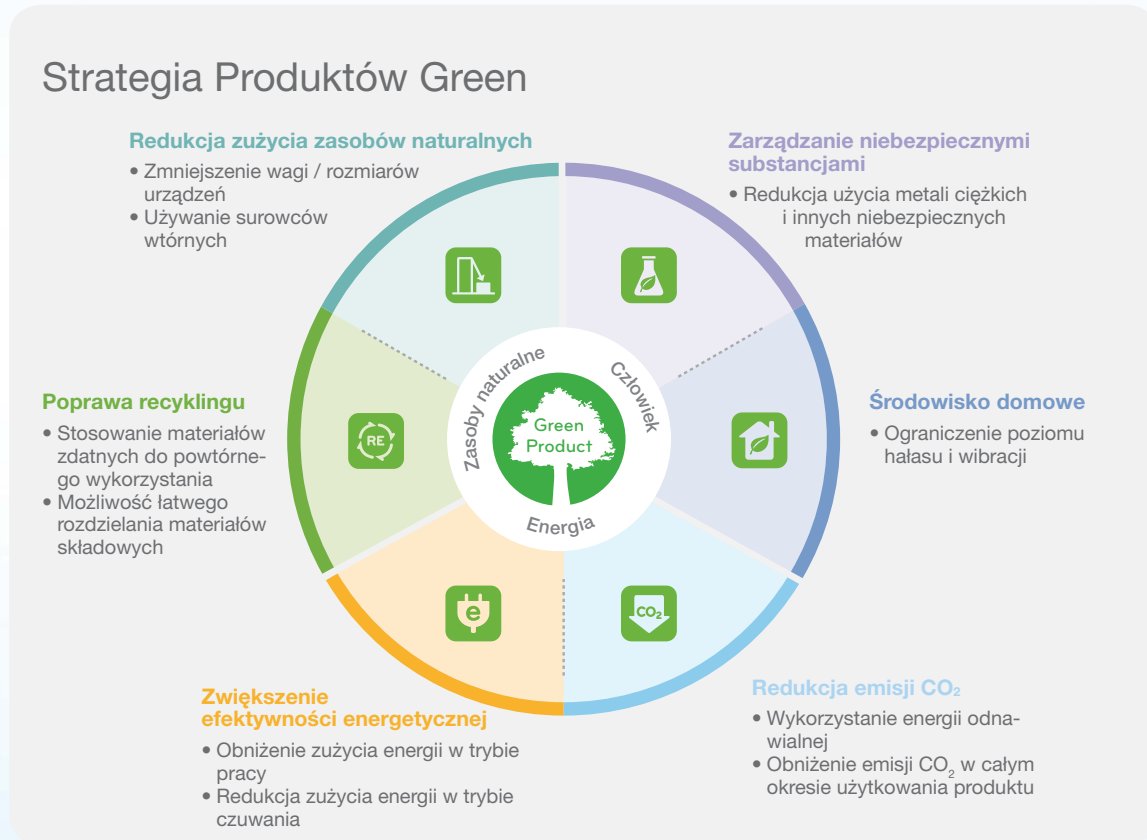 Strategia Produktów Green
Redukcja zużycia zasobów naturalnych
• Zmniejszenie wagi / rozmiarów
urządzeń
• Używanie surowców
wtórnych
Zarządzanie niebezpiecznymi
substancjami
• Redukcja użycia metali ciężkich
i innych niebezpiecznych
materiałów
Poprawa recyklingu
• Stosowanie materiałów
zdatnych do powtórne-
go wykorzystania
• Możliwość łatwego
rozdzielania materiałów
składowych
RE
Zasoby naturalne
Człowiek
Energia
Green
Product
Środowisko domowe
• Ograniczenie poziomu
hałasu i wibracji
e
CO₂
Zwiększenie
efektywności energetycznej
• Obniżenie zużycia energii w trybie
pracy
• Redukcja zużycia energii w trybie
czuwania
Redukcja emisji CO₂
• Wykorzystanie energii odna-
wialnej
• Obniżenie emisji CO₂ w całym
okresie użytkowania produktu